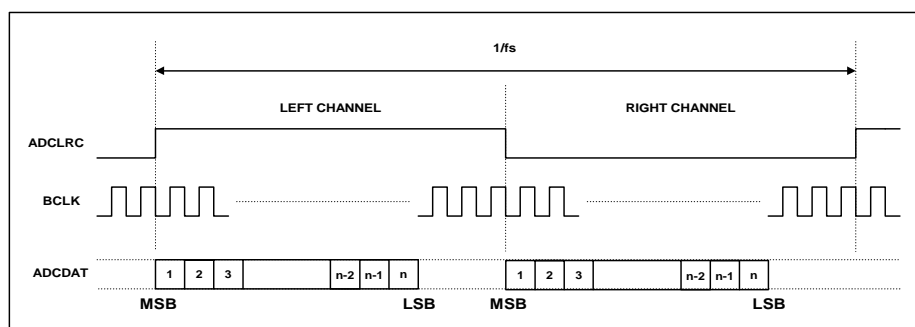 1/fs
LEFT CHANNEL RIGHT CHANNEL
ADCLRC
BCLK
ADCDAT 1 2 3 n-2 n-1 n 1 2 3 n-2 n-1 n
MSB LSB MSB LSB